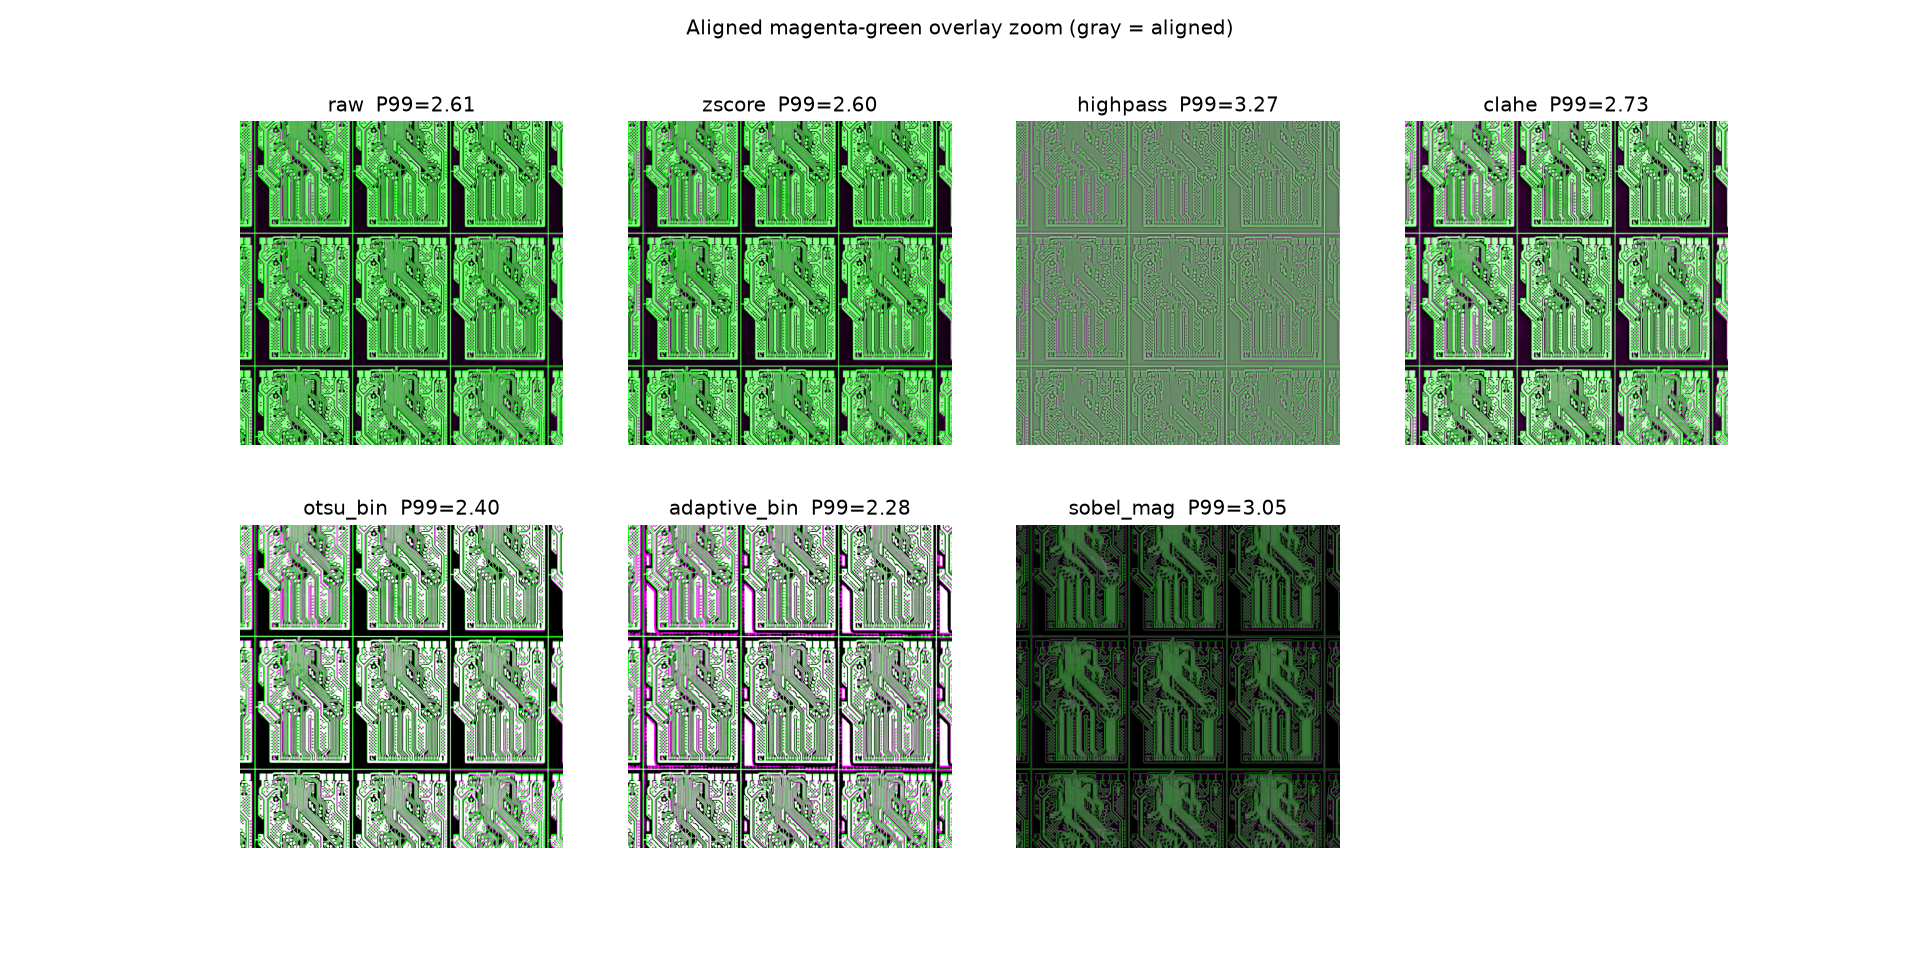 Aligned magenta-green overlay zoom (gray = aligned)
raw  P99=2.61
zscore  P99=2.60
highpass  P99=3.27
clahe  P99=2.73
otsu_bin  P99=2.40
adaptive_bin  P99=2.28
sobel_mag  P99=3.05